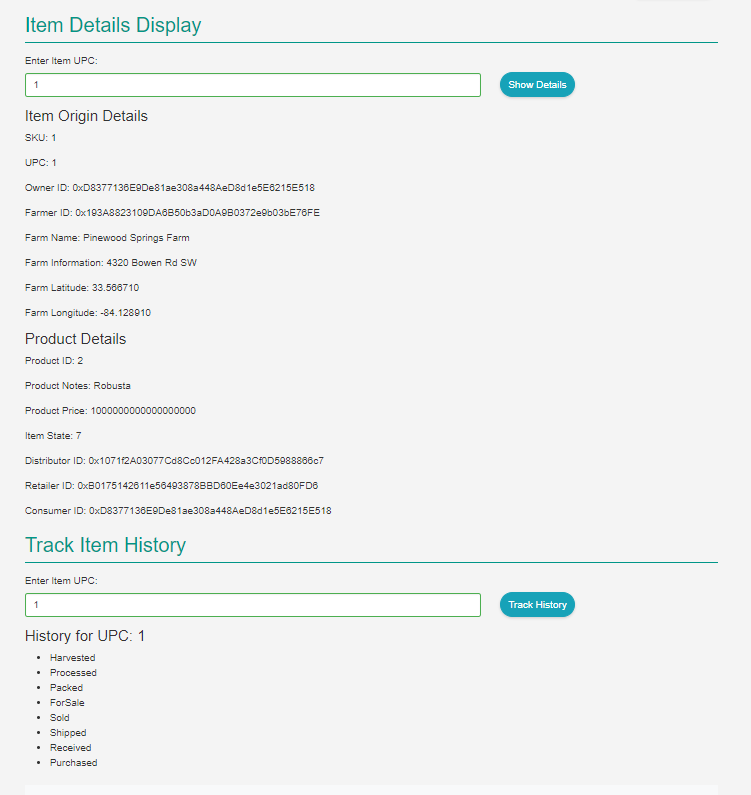 Item Details Display
Enter Item UPC:
1
Show Details
Item Origin Details
SKU: 1
UPC: 1
Owner ID: 0xD8377136E9De81ae308a448AeD8d1e5E6215E518
Farmer ID: 0x193A8823109DA6B50b3aD0A9B0372e9b03bE76FE
Farm Name: Pinewood Springs Farm
Farm Information: 4320 Bowen Rd SW
Farm Latitude: 33.566710
Farm Longitude: -84.128910
Product Details
Product ID: 2
Product Notes: Robusta
Product Price: 1000000000000000000
Item State: 7
Distributor ID: 0x1071f2A03077Cd8Cc012FA428a3Cf0D5988866c7
Retailer ID: 0xB0175142611e56493878BBD60Ee4e3021ad80FD6
Consumer ID: 0xD8377136E9De81ae308a448AeD8d1e5E6215E518
Track Item History
Enter Item UPC:
1
Track History
History for UPC: 1
• Harvested
• Processed
• Packed
• ForSale
• Sold
• Shipped
• Received
• Purchased